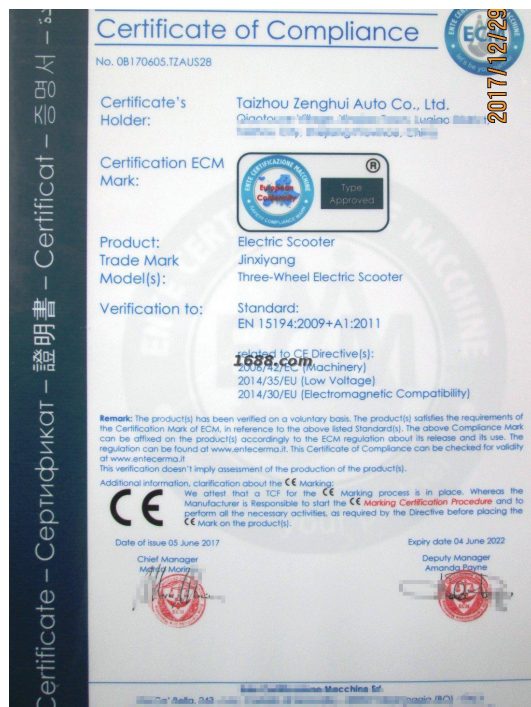 Certificate – Сертификат – 證明書 – Certificat – 증명서
2017/12/29
Certificate of Compliance
No. 0B170605.TZAUS28
Certificate's
Holder:
Taizhou Zenghui Auto Co., Ltd.
Certification ECM
Mark:
ENTE CERTIFICAZIONE MACCHINE
European
Conformity
SAFETY COMPLIANCE MARK
®
Type
Approved
Product: Electric Scooter
Trade Mark Jinxiyang
Model(s): Three-Wheel Electric Scooter
Verification to: Standard:
EN 15194:2009+A1:2011
related to CE Directive(s):
1688.com
2006/42/EC (Machinery)
2014/35/EU (Low Voltage)
2014/30/EU (Electromagnetic Compatibility)
Remark: The product(s) has been verified on a voluntary basis. The product(s) satisfies the requirements of
the Certification Mark of ECM, in reference to the above listed Standard(s). The above Compliance Mark
can be affixed on the product(s) accordingly to the ECM regulation about its release and its use. The
regulation can be found at www.entecerma.it. This Certificate of Compliance can be checked for validity
at www.entecerma.it
This verification doesn't imply assessment of the production of the product(s).
Additional information, clarification about the CE Marking:
CE
We attest that a TCF for the CE Marking process is in place. Whereas the
Manufacturer is Responsible to start the CE Marking Certification Procedure and to
perform all the necessary activities, as required by the Directive before placing the
CE Mark on the product(s).
Date of issue 05 June 2017 Expiry date 04 June 2022
Chief Manager Deputy Manager
Marco Morin Amanda Payne